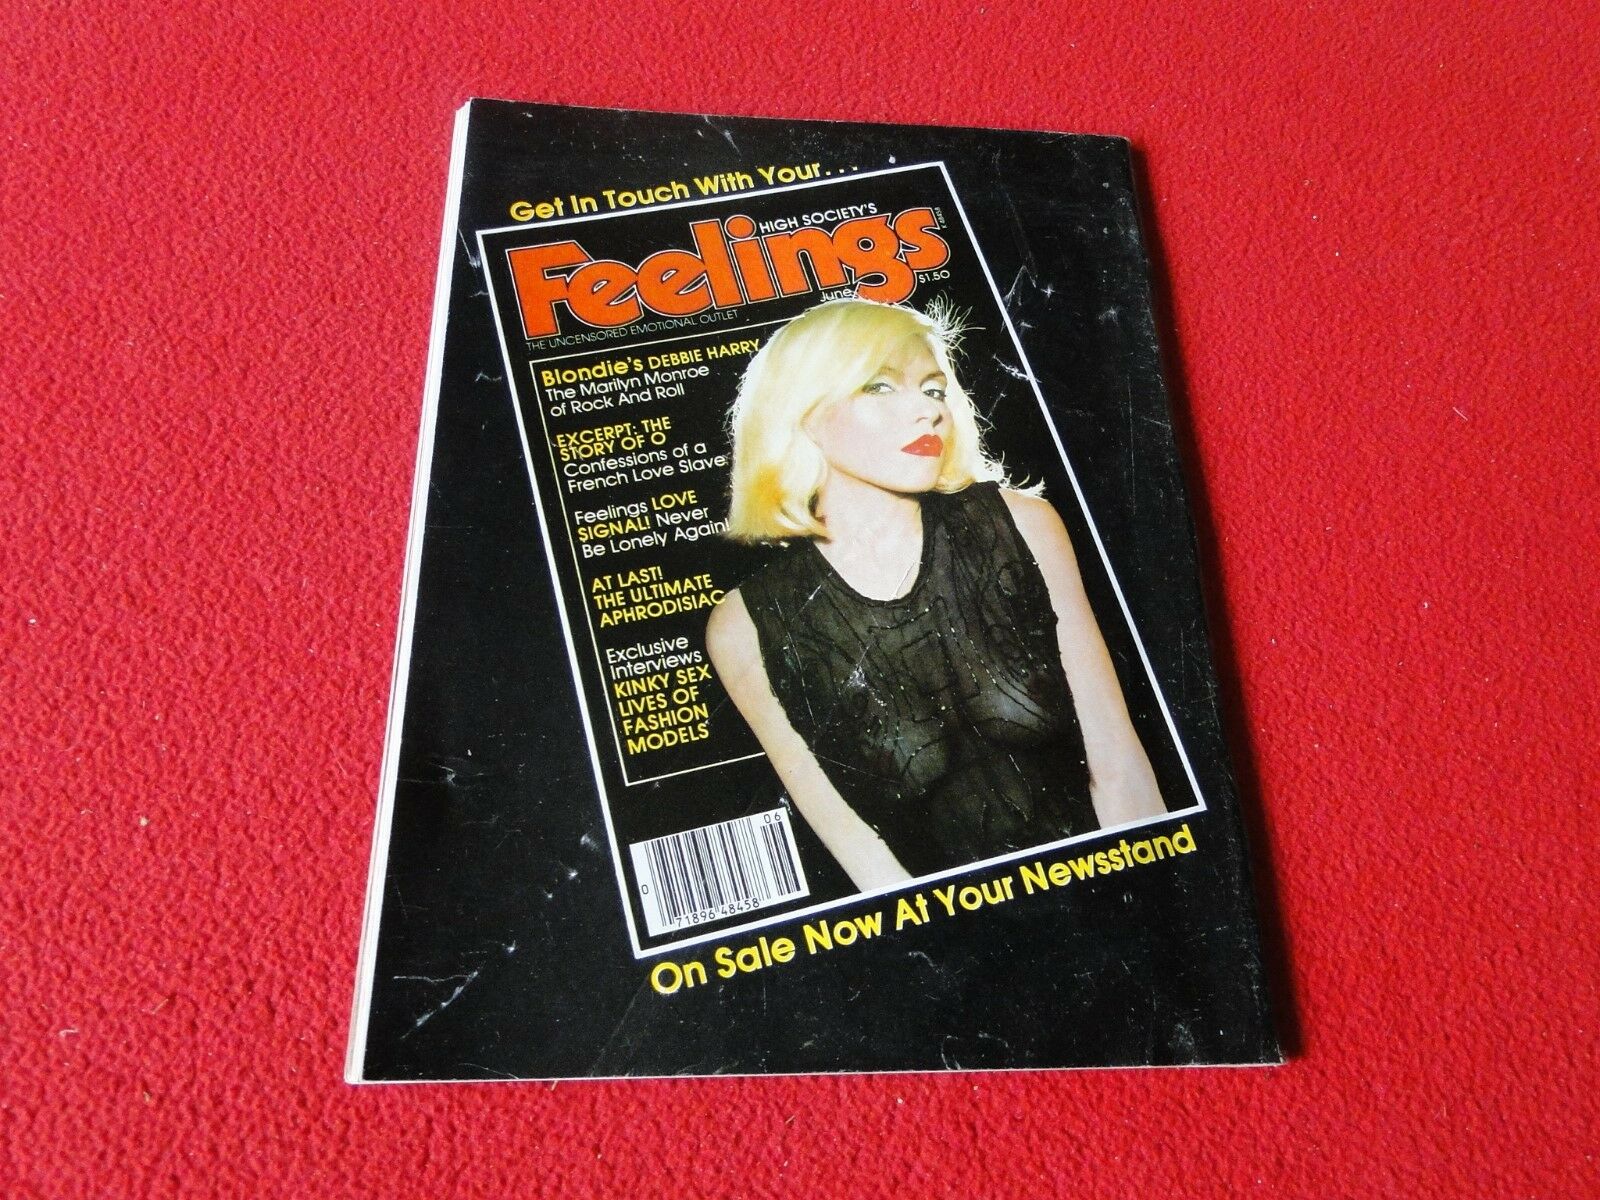 Get In Touch With Your...
HIGH SOCIETY'S
Feelings
$1.50
June
THE UNCENSORED EMOTIONAL OUTLET
Blondie's DEBBIE HARRY
The Marilyn Monroe
of Rock And Roll
EXCERPT: THE
STORY OF O
Confessions of a
French Love Slave
Feelings LOVE
SIGNAL! Never
Be Lonely Again!
AT LAST!
THE ULTIMATE
APHRODISIAC
Exclusive
Interviews
KINKY SEX
LIVES OF
FASHION
MODELS
06
0
71896 48458
On Sale Now At Your Newsstand